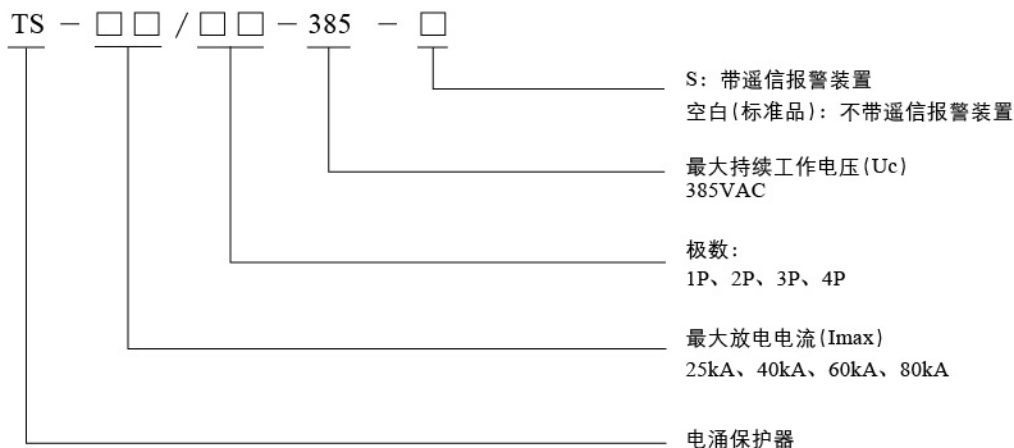 TS － □□ / □□ － 385 － □
S：带遥信报警装置
空白(标准品)：不带遥信报警装置
最大持续工作电压(Uc)
385VAC
极数：
1P、2P、3P、4P
最大放电电流(Imax)
25kA、40kA、60kA、80kA
电涌保护器